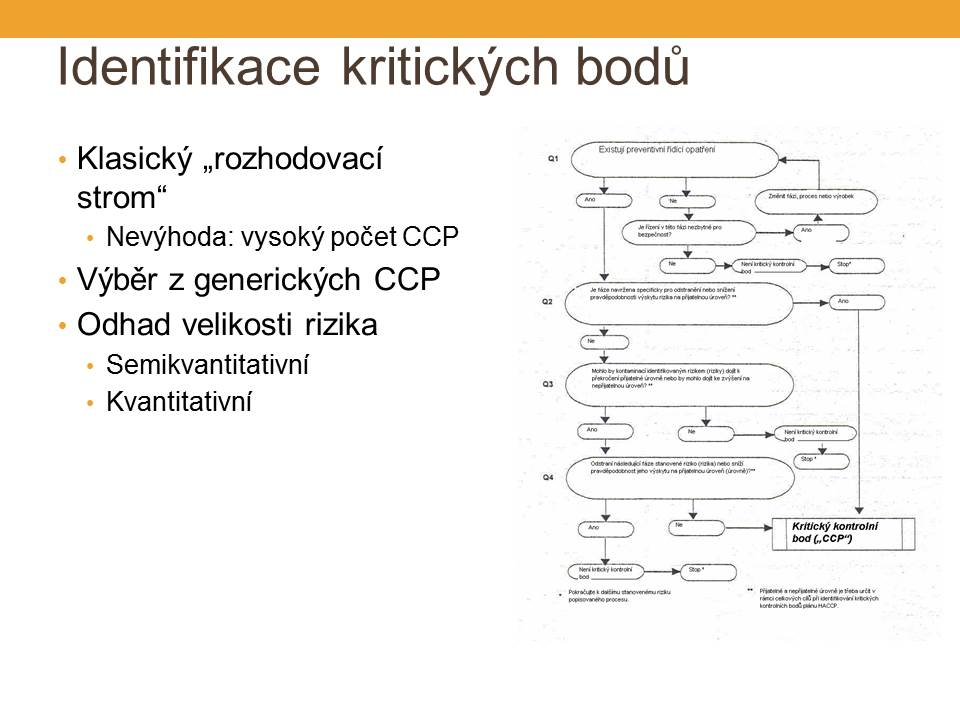 Identifikace kritických bodů
• Klasický „rozhodovací
strom“
• Nevýhoda: vysoký počet CCP
• Výběr z generických CCP
• Odhad velikosti rizika
• Semikvantitativní
• Kvantitativní
Q1
Existují preventivní řídící opatření
Ano
Ne
Změnit fázi, proces nebo výrobek
Je řízení v této fázi nezbytné pro
bezpečnost?
Ano
Ne
Není kritický kontrolní
bod
Stop*
Q2
Je fáze navržena specificky pro odstranění nebo snížení
pravděpodobnosti výskytu rizika na přijatelnou úroveň? **
Ano
Ne
Q3
Mohlo by kontaminací identifikovaným rizikem (riziky) dojít k
překročení přijatelné úrovně nebo by mohlo dojít ke zvýšení na
nepřijatelnou úroveň? **
Ano
Ne
Není kritický kontrolní
bod
Stop *
Q4
Odstraní následující fáze stanovené riziko (rizika) nebo sníží
pravděpodobnost jeho výskytu na přijatelnou úroveň (úrovně)?**
Ano
Ne
Kritický kontrolní
bod („CCP“)
Není kritický kontrolní
bod
Stop *
* Pokračujte k dalšímu stanovenému riziku
popisovaného procesu.
** Přijatelné a nepřijatelné úrovně je třeba určit v
rámci celkových cílů při identifikování kritických
kontrolních bodů plánu HACCP.